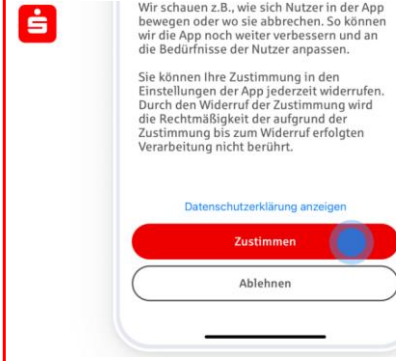 Wir schauen z.B., wie sich Nutzer in der App
bewegen oder wo sie abbrechen. So können
wir die App noch weiter verbessern und an
die Bedürfnisse der Nutzer anpassen.
Sie können Ihre Zustimmung in den
Einstellungen der App jederzeit widerrufen.
Durch den Widerruf der Zustimmung wird
die Rechtmäßigkeit der aufgrund der
Zustimmung bis zum Widerruf erfolgten
Verarbeitung nicht berührt.
Datenschutzerklärung anzeigen
Zustimmen
Ablehnen